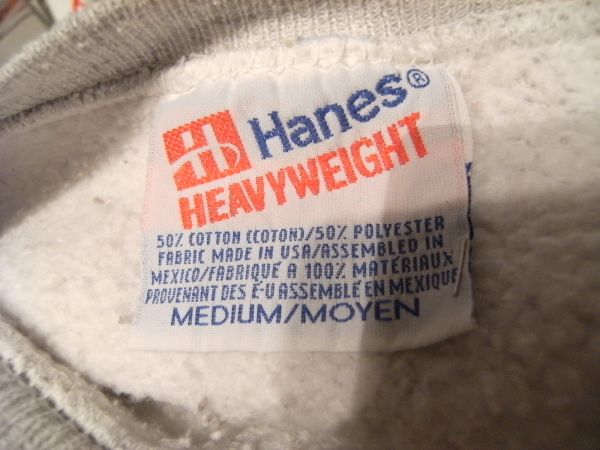 Hanes®
HEAVYWEIGHT
50% COTTON (COTON)/50% POLYESTER
FABRIC MADE IN USA/ASSEMBLED IN
MEXICO/FABRIQUÉ A 100% MATERIAUX
PROVENANT DES É-U ASSEMBLÉ EN MEXIQUE
MEDIUM/MOYEN